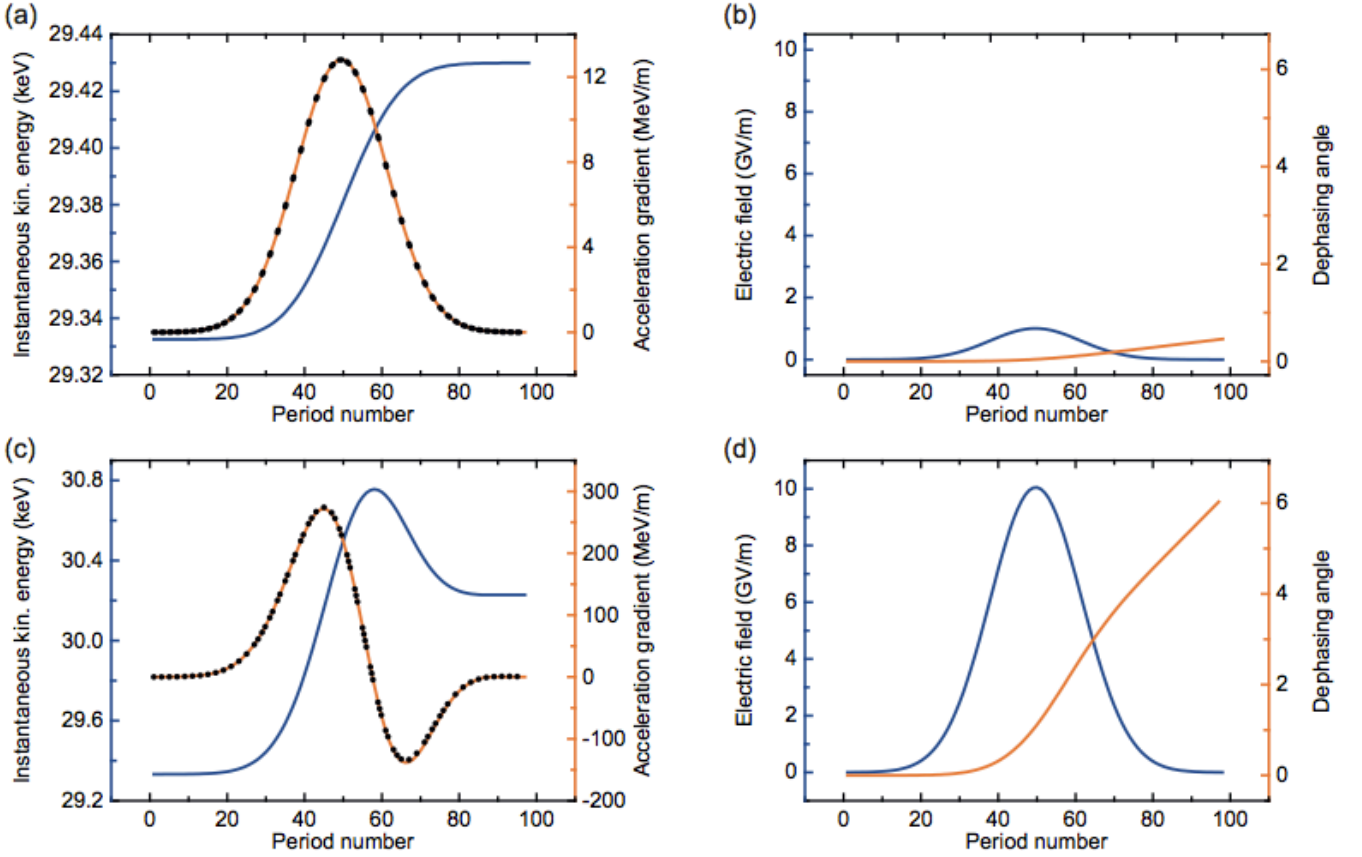 (a)
29.44
29.43
29.42
29.40
29.38
29.36
29.34
29.33
29.32
Instantaneous kin. energy (keV)
12
8
4
0
Acceleration gradient (MeV/m)
0 20 40 60 80 100
Period number
(b)
10
8
6
4
2
1
0
Electric field (GV/m)
6
4
2
0
Dephasing angle
0 20 40 60 80 100
Period number
(c)
30.8
30.4
30.0
29.6
29.2
Instantaneous kin. energy (keV)
300
200
100
0
-100
-200
Acceleration gradient (MeV/m)
0 20 40 60 80 100
Period number
(d)
10
8
6
4
2
0
Electric field (GV/m)
6
4
2
0
Dephasing angle
0 20 40 60 80 100
Period number